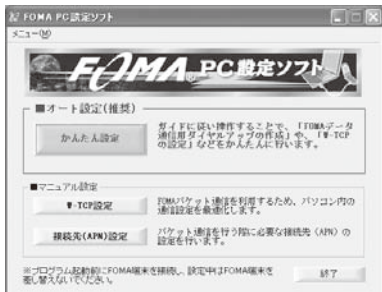 FOMA PC設定ソフト
メニュー(M)
FOMA PC設定ソフト
■オート設定(推奨)
かんたん設定
ガイドに従い操作することで、「FOMAデータ
通信用ダイヤルアップの作成」や、「W-TCP
の設定」などをかんたんに行います。
■マニュアル設定
W-TCP設定
FOMAパケット通信を利用するため、パソコン内の
通信設定を最適化します。
接続先(APN)設定
パケット通信を行う際に必要な接続先(APN)の
設定を行います。
※プログラム起動前にFOMA端末を接続し、設定中はFOMA端末を
差し替えないでください。
終了